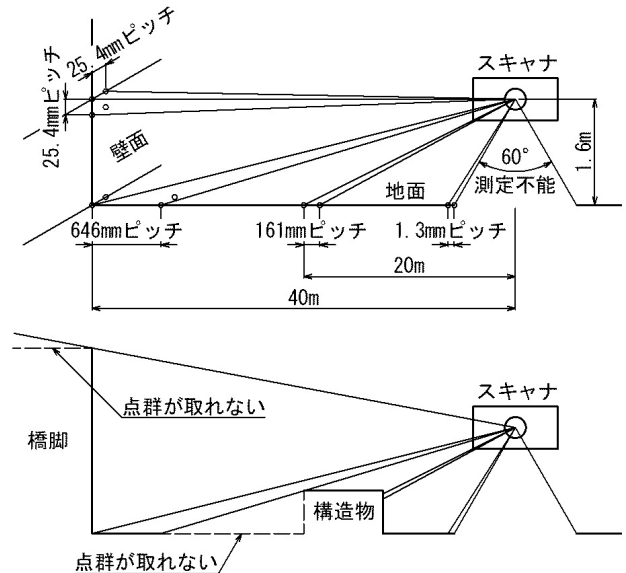 25.4mmピッチ
25.4mmピッチ
壁面
スキャナ
60°
測定不能
1.6m
地面
646mmピッチ
161mmピッチ
1.3mmピッチ
20m
40m
点群が取れない
スキャナ
橋脚
構造物
点群が取れない